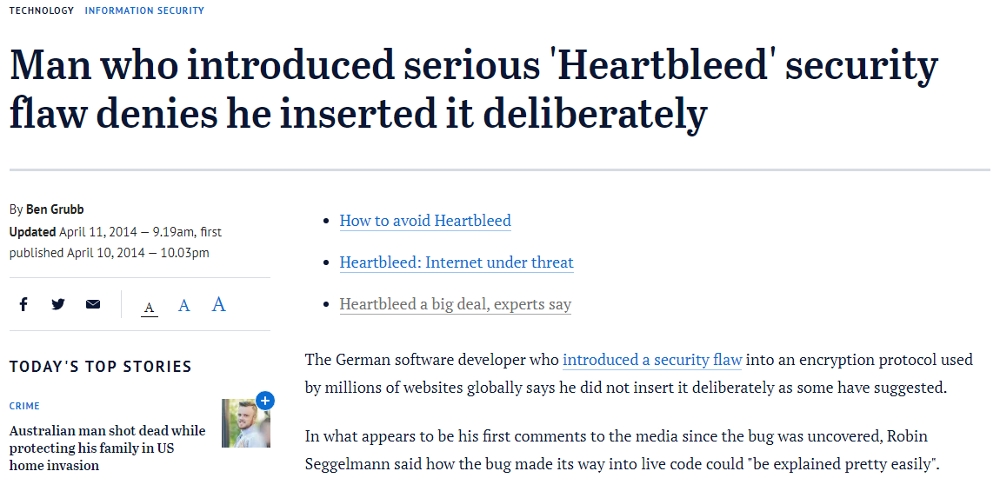 TECHNOLOGY INFORMATION SECURITY
Man who introduced serious 'Heartbleed' security
flaw denies he inserted it deliberately
By Ben Grubb
Updated April 11, 2014 — 9.19am, first
published April 10, 2014 — 10.03pm
A A A
TODAY'S TOP STORIES
CRIME
Australian man shot dead while
protecting his family in US
home invasion
• How to avoid Heartbleed
• Heartbleed: Internet under threat
• Heartbleed a big deal, experts say
The German software developer who introduced a security flaw into an encryption protocol used
by millions of websites globally says he did not insert it deliberately as some have suggested.
In what appears to be his first comments to the media since the bug was uncovered, Robin
Seggelmann said how the bug made its way into live code could "be explained pretty easily".